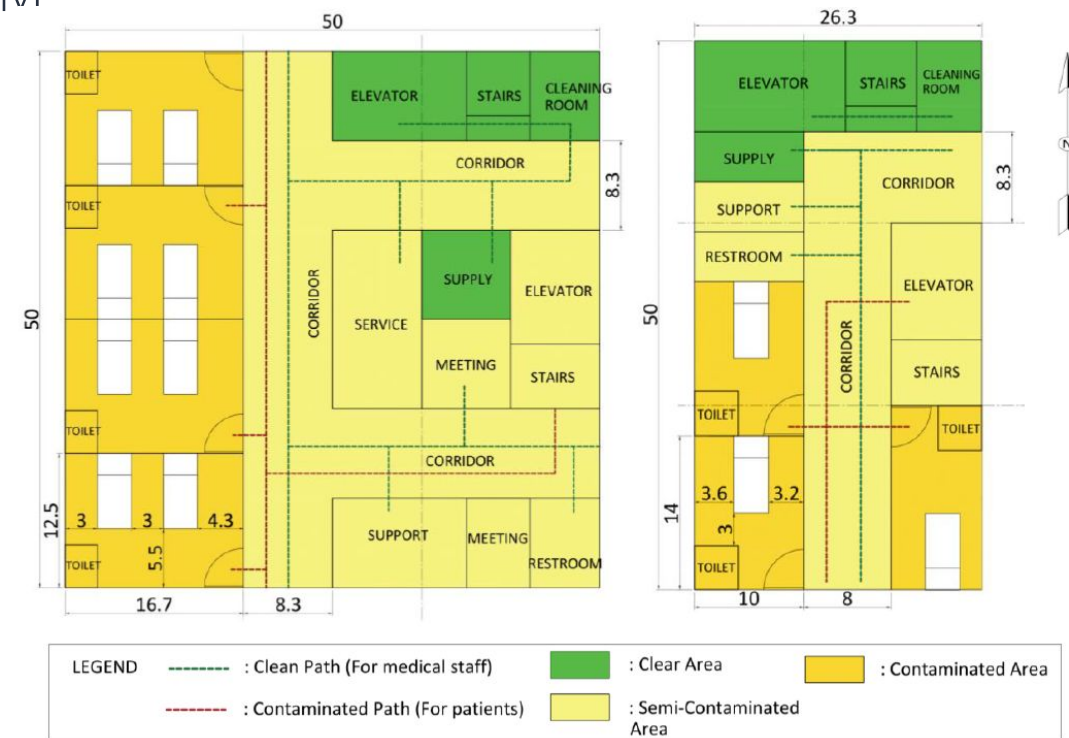 50
TOILET
ELEVATOR
STAIRS
CLEANING
ROOM
CORRIDOR
8.3
TOILET
50
CORRIDOR
SUPPLY
ELEVATOR
SERVICE
MEETING
STAIRS
TOILET
CORRIDOR
12.5
3
3
4.3
5.5
SUPPORT
MEETING
RESTROOM
TOILET
16.7
8.3
26.3
ELEVATOR
STAIRS
CLEANING
ROOM
SUPPLY
CORRIDOR
8.3
SUPPORT
RESTROOM
50
ELEVATOR
CORRIDOR
STAIRS
TOILET
TOILET
14
3.6
3.2
3
TOILET
10
8
N
LEGEND
: Clean Path (For medical staff)
: Clear Area
: Contaminated Area
: Contaminated Path (For patients)
: Semi-Contaminated
Area